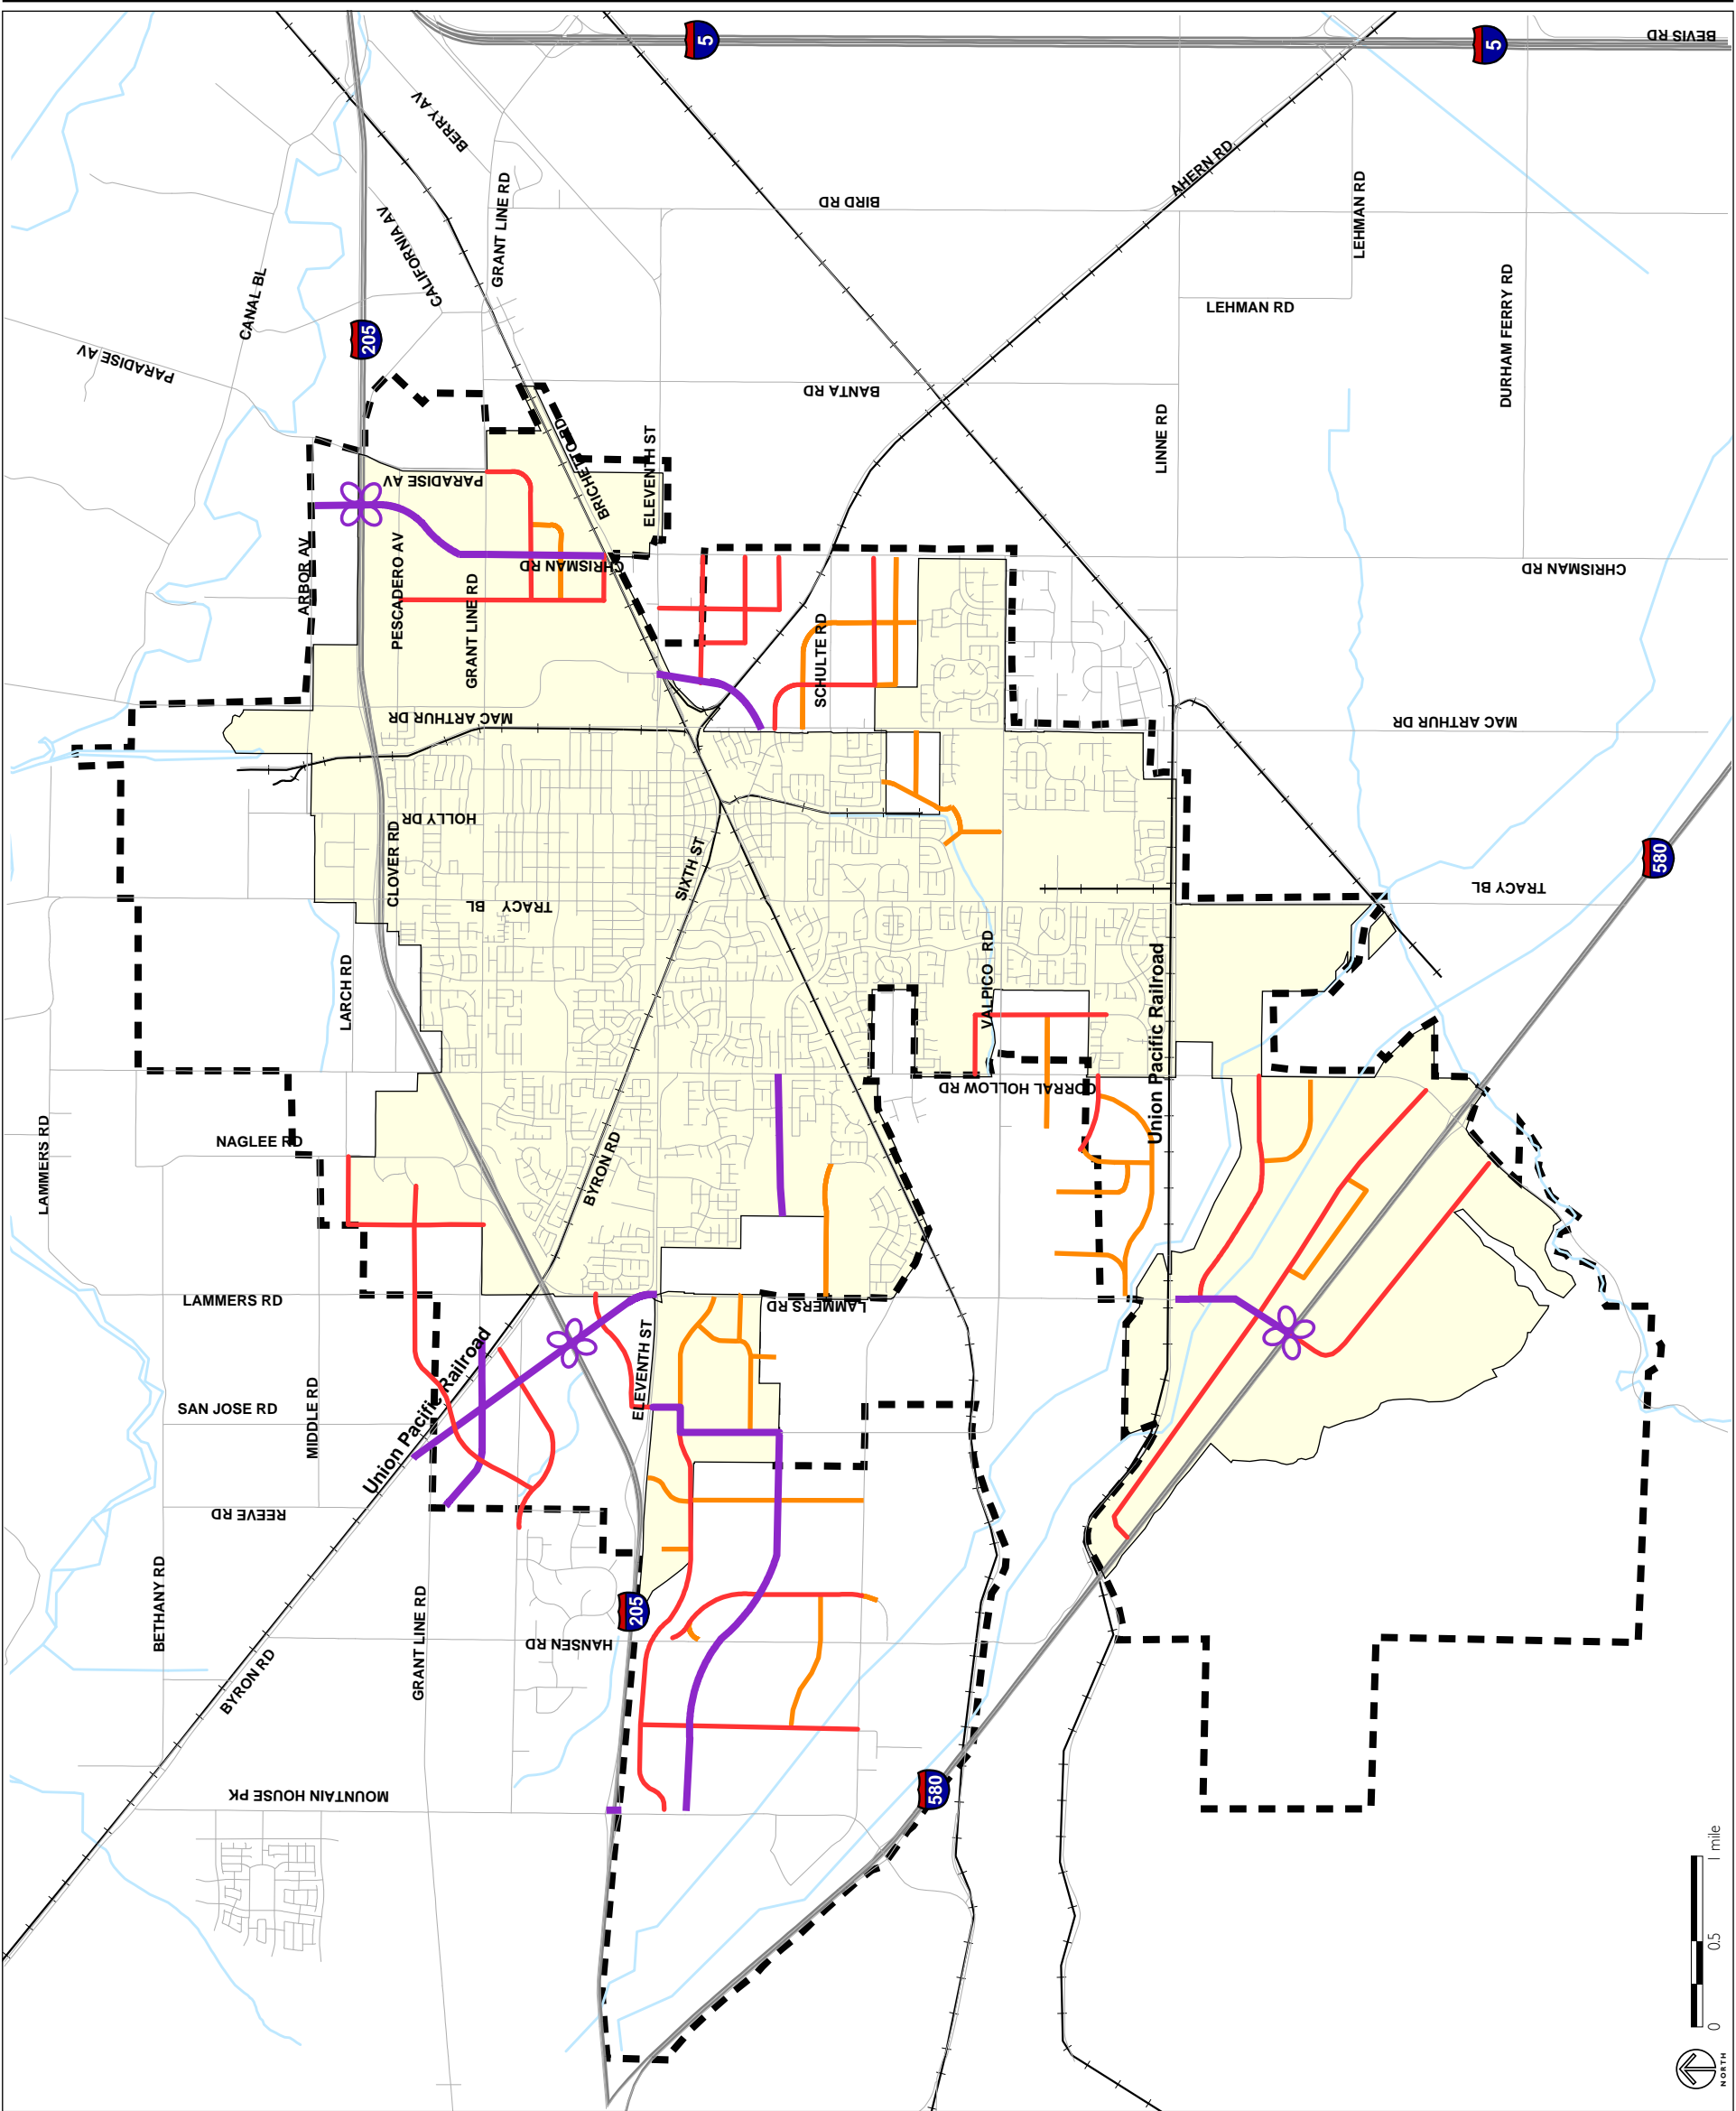 5
5
BEVIS RD
BERRY AV
GRANT LINE RD
BIRD RD
AHERN RD
LEHMAN RD
CALIFORNIA AV
CANAL BL
205
LEHMAN RD
DURHAM FERRY RD
PARADISE AV
BANTA RD
LINNE RD
BRICHETTO RD
ELEVENTH ST
PARADISE AV
ARBOR AV
PESCADERO AV
CHRISMAN RD
CHRISMAN RD
GRANT LINE RD
SCHULTE RD
MAC ARTHUR DR
MAC ARTHUR DR
HOLLY DR
CLOVER RD
SIXTH ST
580
TRACY BL
TRACY BL
LARCH RD
VALPICO RD
Union Pacific Railroad
CORRAL HOLLOW RD
LAMMERS RD
NAGLEE RD
BYRON RD
LAMMERS RD
LAMMERS RD
ELEVENTH ST
Union Pacific Railroad
SAN JOSE RD
MIDDLE RD
REEVE RD
BETHANY RD
GRANT LINE RD
205
HANSEN RD
BYRON RD
MOUNTAIN HOUSE PK
580
0 0.5 1 mile
NORTH